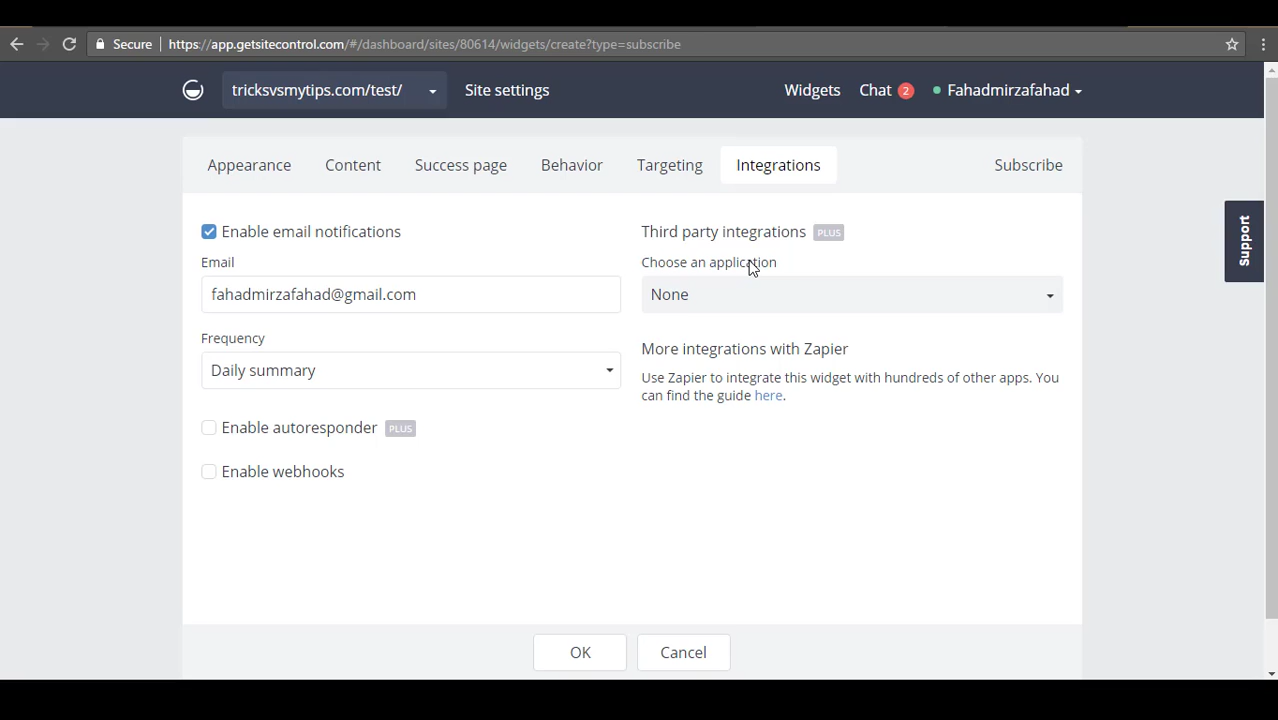 Secure
https://app.getsitecontrol.com/#/dashboard/sites/80614/widgets/create?type=subscribe
tricksvsmytips.com/test/
Site settings
Widgets
Chat 2
Fahadmirzafahad
Appearance
Content
Success page
Behavior
Targeting
Integrations
Subscribe
Enable email notifications
Email
fahadmirzafahad@gmail.com
Frequency
Daily summary
Enable autoresponder PLUS
Enable webhooks
Third party integrations PLUS
Choose an application
None
More integrations with Zapier
Use Zapier to integrate this widget with hundreds of other apps. You
can find the guide here.
Support
OK
Cancel